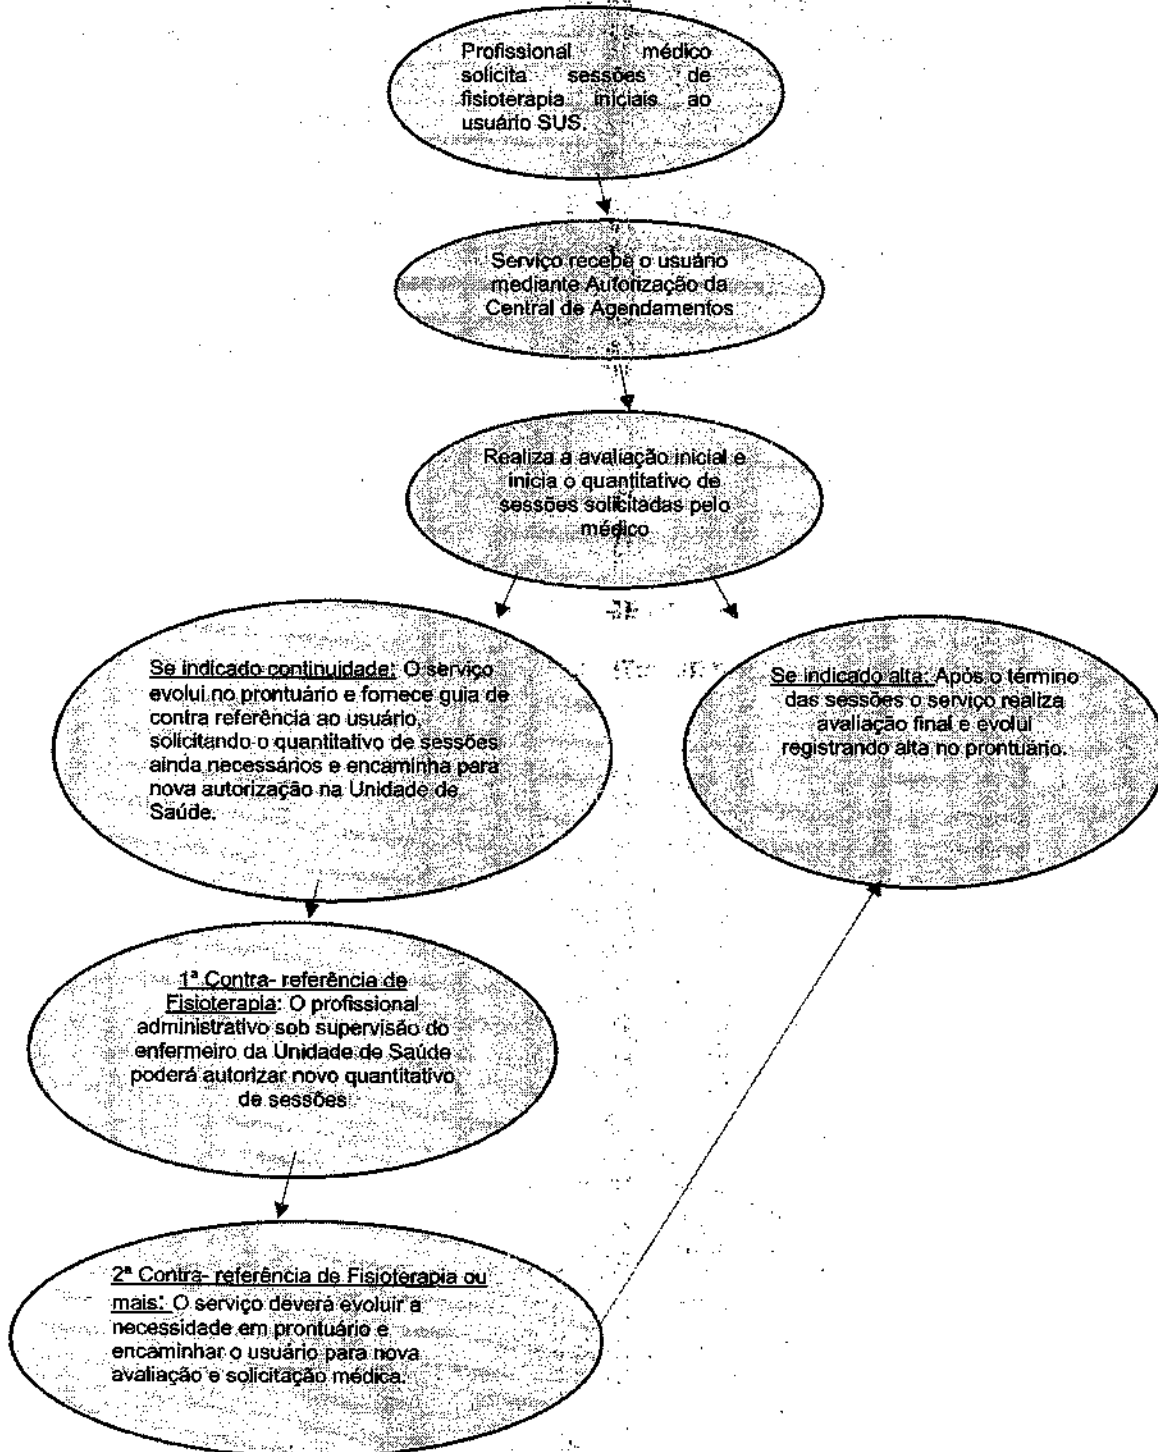 Profissional médico
solicita sessões de
fisioterapia iniciais ao
usuário SUS.
Serviço recebe o usuário
mediante Autorização da
Central de Agendamentos
Realiza a avaliação inicial e
inicia o quantitativo de
sessões solicitadas pelo
médico
Se indicado continuidade: O serviço
evolui no prontuário e fornece guia de
contra referência ao usuário,
solicitando o quantitativo de sessões
ainda necessários e encaminha para
nova autorização na Unidade de
Saúde.
Se indicado alta: Após o término
das sessões o serviço realiza
avaliação final e evolui
registrando alta no prontuário.
1ª Contra- referência de
Fisioterapia: O profissional
administrativo sob supervisão do
enfermeiro da Unidade de Saúde
poderá autorizar novo quantitativo
de sessões
2ª Contra- referência de Fisioterapia ou
mais: O serviço deverá evoluir a
necessidade em prontuário e
encaminhar o usuário para nova
avaliação e solicitação médica.